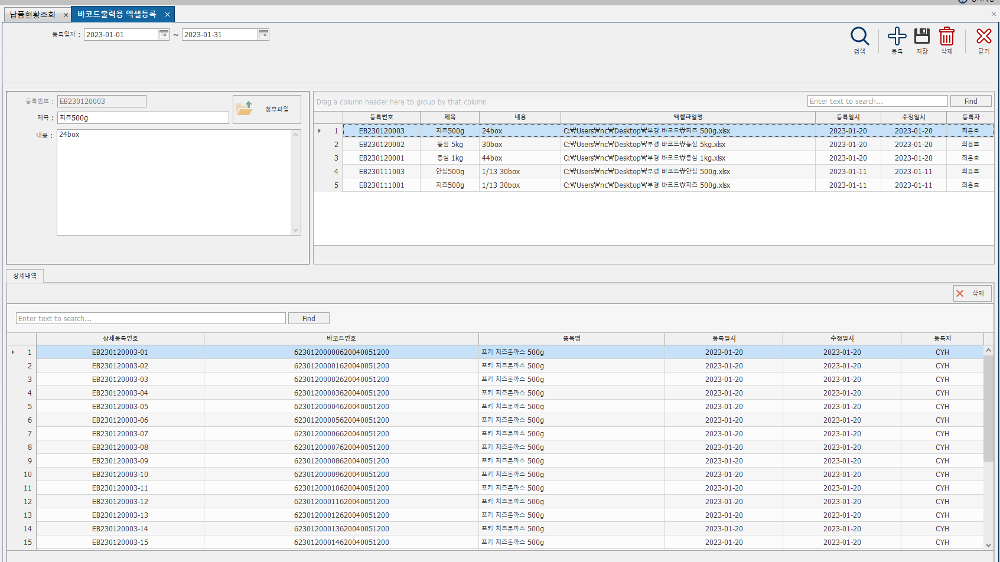 납품현황조회 ×
바코드출력용 엑셀등록 ×
등록일자 : 2023-01-01 ~ 2023-01-31
검색 등록 저장 삭제 닫기
등록번호 : EB230120003
첨부파일
제목 : 치즈500g
내용 : 24box
Drag a column header here to group by that column
Enter text to search...
Find
등록번호 제목 내용 엑셀파일명 등록일시 수정일시 등록자
1 EB230120003 치즈500g 24box C:₩Users₩nc₩Desktop₩부경 바코드₩치즈 500g.xlsx 2023-01-20 2023-01-20 최윤호
2 EB230120002 등심 5kg 30box C:₩Users₩nc₩Desktop₩부경 바코드₩등심 5kg.xlsx 2023-01-20 2023-01-20 최윤호
3 EB230120001 등심 1kg 44box C:₩Users₩nc₩Desktop₩부경 바코드₩등심 1kg.xlsx 2023-01-20 2023-01-20 최윤호
4 EB230111003 안심500g 1/13 30box C:₩Users₩nc₩Desktop₩부경 바코드₩안심 500g.xlsx 2023-01-11 2023-01-11 최윤호
5 EB230111001 치즈500g 1/13 30box C:₩Users₩nc₩Desktop₩부경 바코드₩치즈 500g.xlsx 2023-01-11 2023-01-11 최윤호
상세내역
삭제
Enter text to search...
Find
상세등록번호 바코드번호 품목명 등록일시 수정일시 등록자
1 EB230120003-01 62301200000620040051200 포키 치즈돈까스 500g 2023-01-20 2023-01-20 CYH
2 EB230120003-02 62301200001620040051200 포키 치즈돈까스 500g 2023-01-20 2023-01-20 CYH
3 EB230120003-03 62301200002620040051200 포키 치즈돈까스 500g 2023-01-20 2023-01-20 CYH
4 EB230120003-04 62301200003620040051200 포키 치즈돈까스 500g 2023-01-20 2023-01-20 CYH
5 EB230120003-05 62301200004620040051200 포키 치즈돈까스 500g 2023-01-20 2023-01-20 CYH
6 EB230120003-06 62301200005620040051200 포키 치즈돈까스 500g 2023-01-20 2023-01-20 CYH
7 EB230120003-07 62301200006620040051200 포키 치즈돈까스 500g 2023-01-20 2023-01-20 CYH
8 EB230120003-08 62301200007620040051200 포키 치즈돈까스 500g 2023-01-20 2023-01-20 CYH
9 EB230120003-09 62301200008620040051200 포키 치즈돈까스 500g 2023-01-20 2023-01-20 CYH
10 EB230120003-10 62301200009620040051200 포키 치즈돈까스 500g 2023-01-20 2023-01-20 CYH
11 EB230120003-11 62301200010620040051200 포키 치즈돈까스 500g 2023-01-20 2023-01-20 CYH
12 EB230120003-12 62301200011620040051200 포키 치즈돈까스 500g 2023-01-20 2023-01-20 CYH
13 EB230120003-13 62301200012620040051200 포키 치즈돈까스 500g 2023-01-20 2023-01-20 CYH
14 EB230120003-14 62301200013620040051200 포키 치즈돈까스 500g 2023-01-20 2023-01-20 CYH
15 EB230120003-15 62301200014620040051200 포키 치즈돈까스 500g 2023-01-20 2023-01-20 CYH